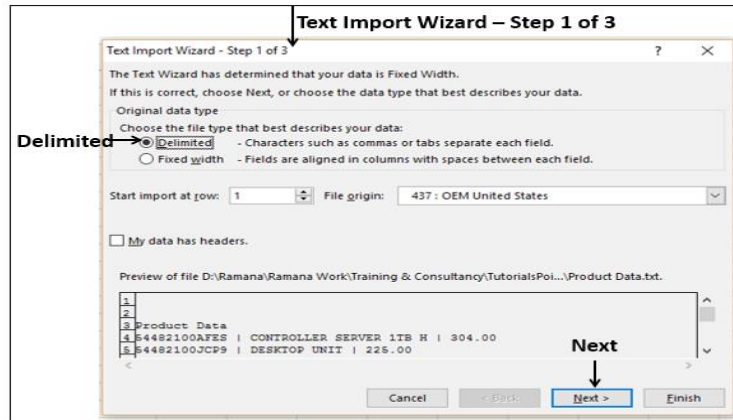 Text Import Wizard – Step 1 of 3
Text Import Wizard - Step 1 of 3 ?
The Text Wizard has determined that your data is Fixed Width.
If this is correct, choose Next, or choose the data type that best describes your data.
Original data type
Choose the file type that best describes your data:
Delimited
Delimited - Characters such as commas or tabs separate each field.
Fixed width - Fields are aligned in columns with spaces between each field.
Start import at row: 1 File origin: 437 : OEM United States
My data has headers.
Preview of file D:\Ramana\Ramana Work\Training & Consultancy\TutorialsPoi...\Product Data.txt.
1
2
3 Product Data
4 54482100AFES | CONTROLLER SERVER 1TB H | 304.00
5 54482100JCP9 | DESKTOP UNIT | 225.00
Next
Cancel < Back Next > Finish